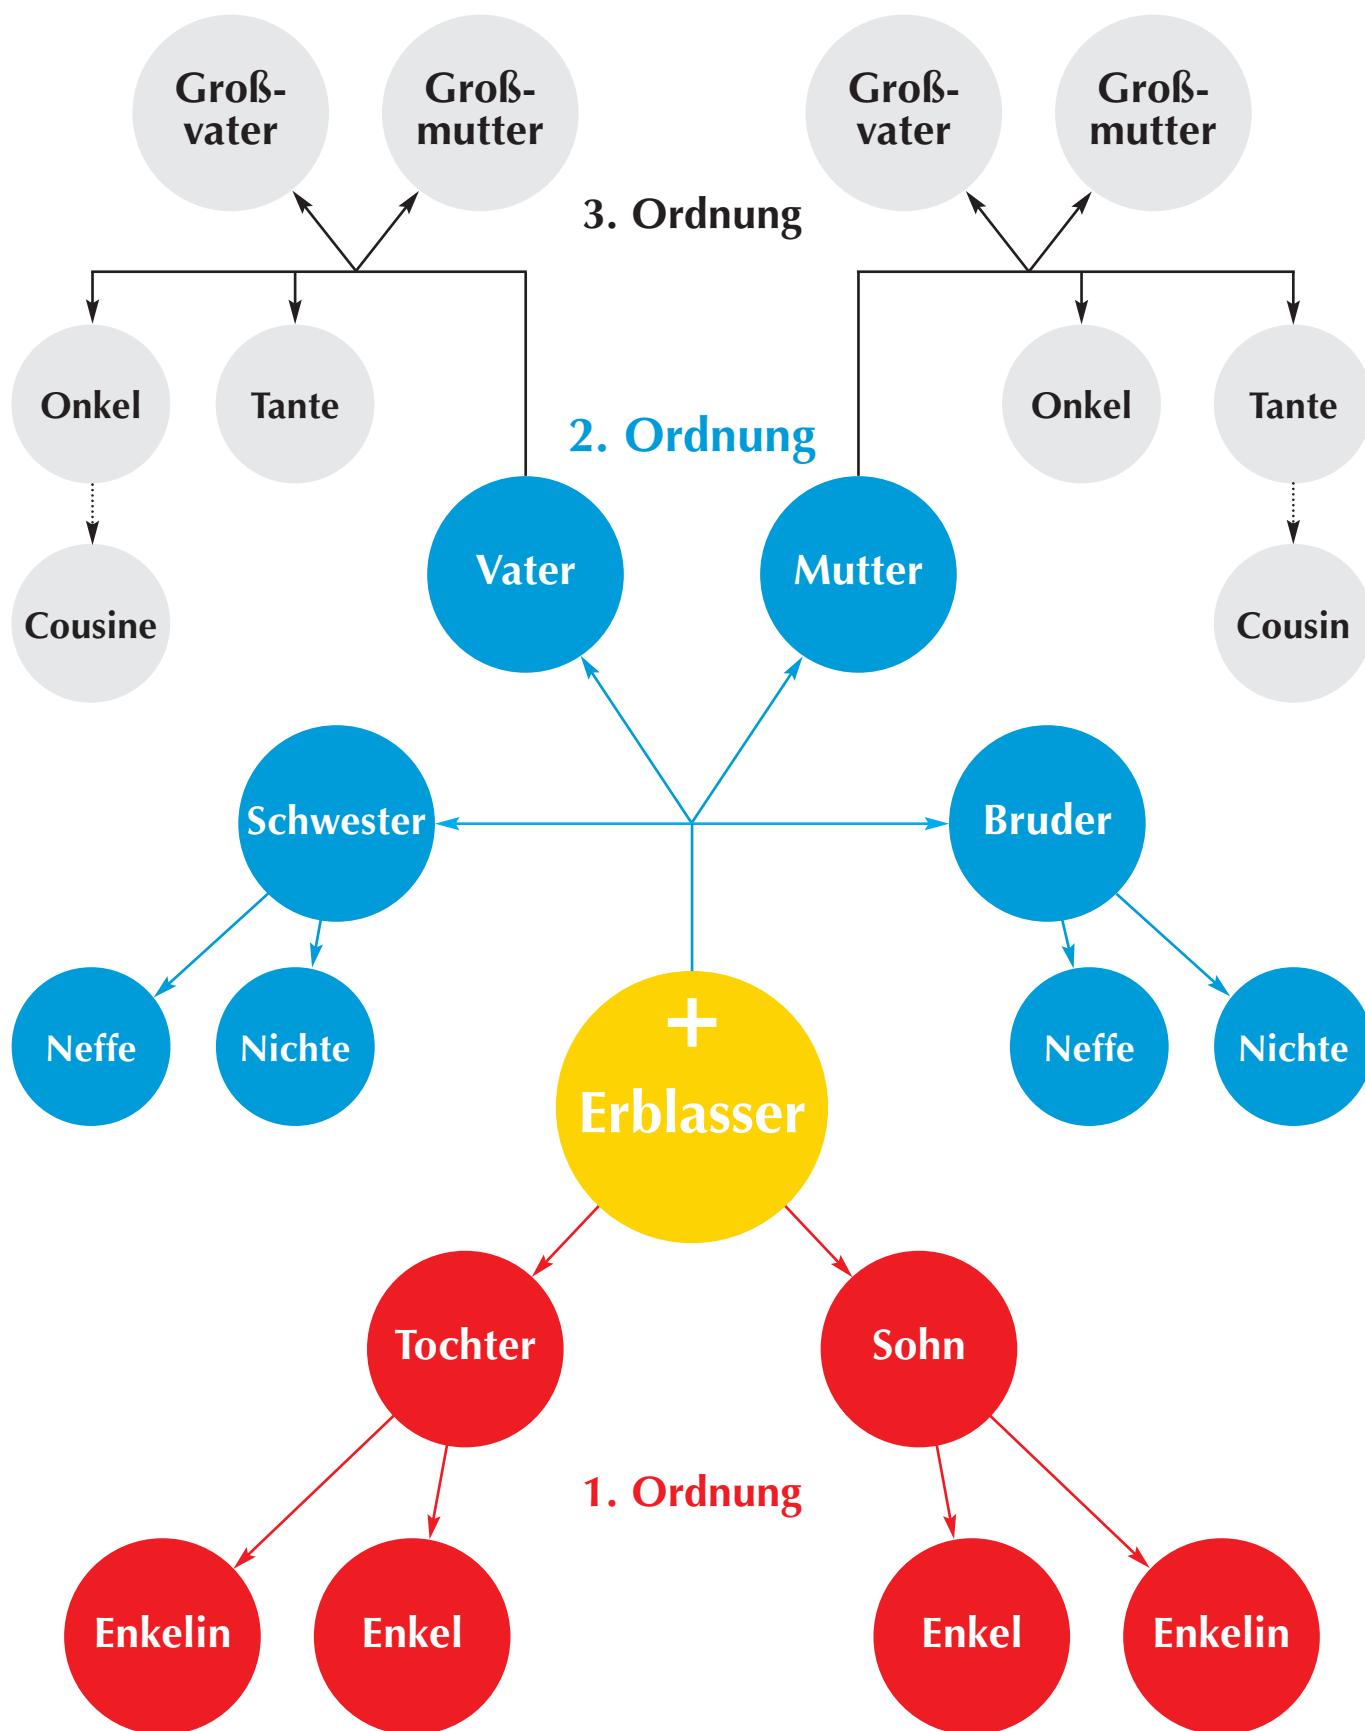 Groß-
vater
Groß-
mutter
Groß-
vater
Groß-
mutter
3. Ordnung
Onkel
Tante
Onkel
Tante
2. Ordnung
Vater
Mutter
Cousine
Cousin
Schwester
Bruder
Neffe
Nichte
Neffe
Nichte
+
Erblasser
Tochter
Sohn
1. Ordnung
Enkelin
Enkel
Enkel
Enkelin